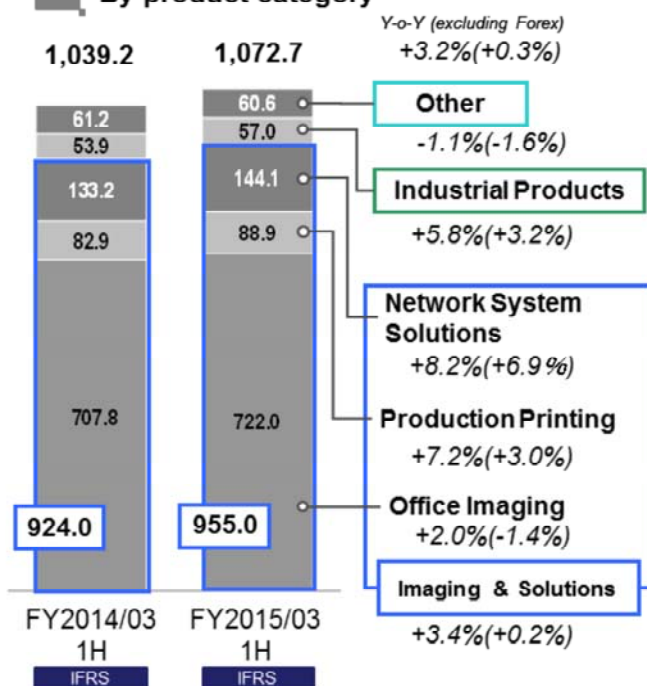 By product category
Y-o-Y (excluding Forex)
1,039.2
1,072.7
+3.2%(+0.3%)
61.2
60.6
Other
-1.1%(-1.6%)
53.9
57.0
Industrial Products
+5.8%(+3.2%)
133.2
144.1
Network System
Solutions
+8.2%(+6.9%)
82.9
88.9
Production Printing
+7.2%(+3.0%)
707.8
722.0
Office Imaging
+2.0%(-1.4%)
924.0
955.0
Imaging & Solutions
+3.4%(+0.2%)
FY2014/03
1H
IFRS
FY2015/03
1H
IFRS